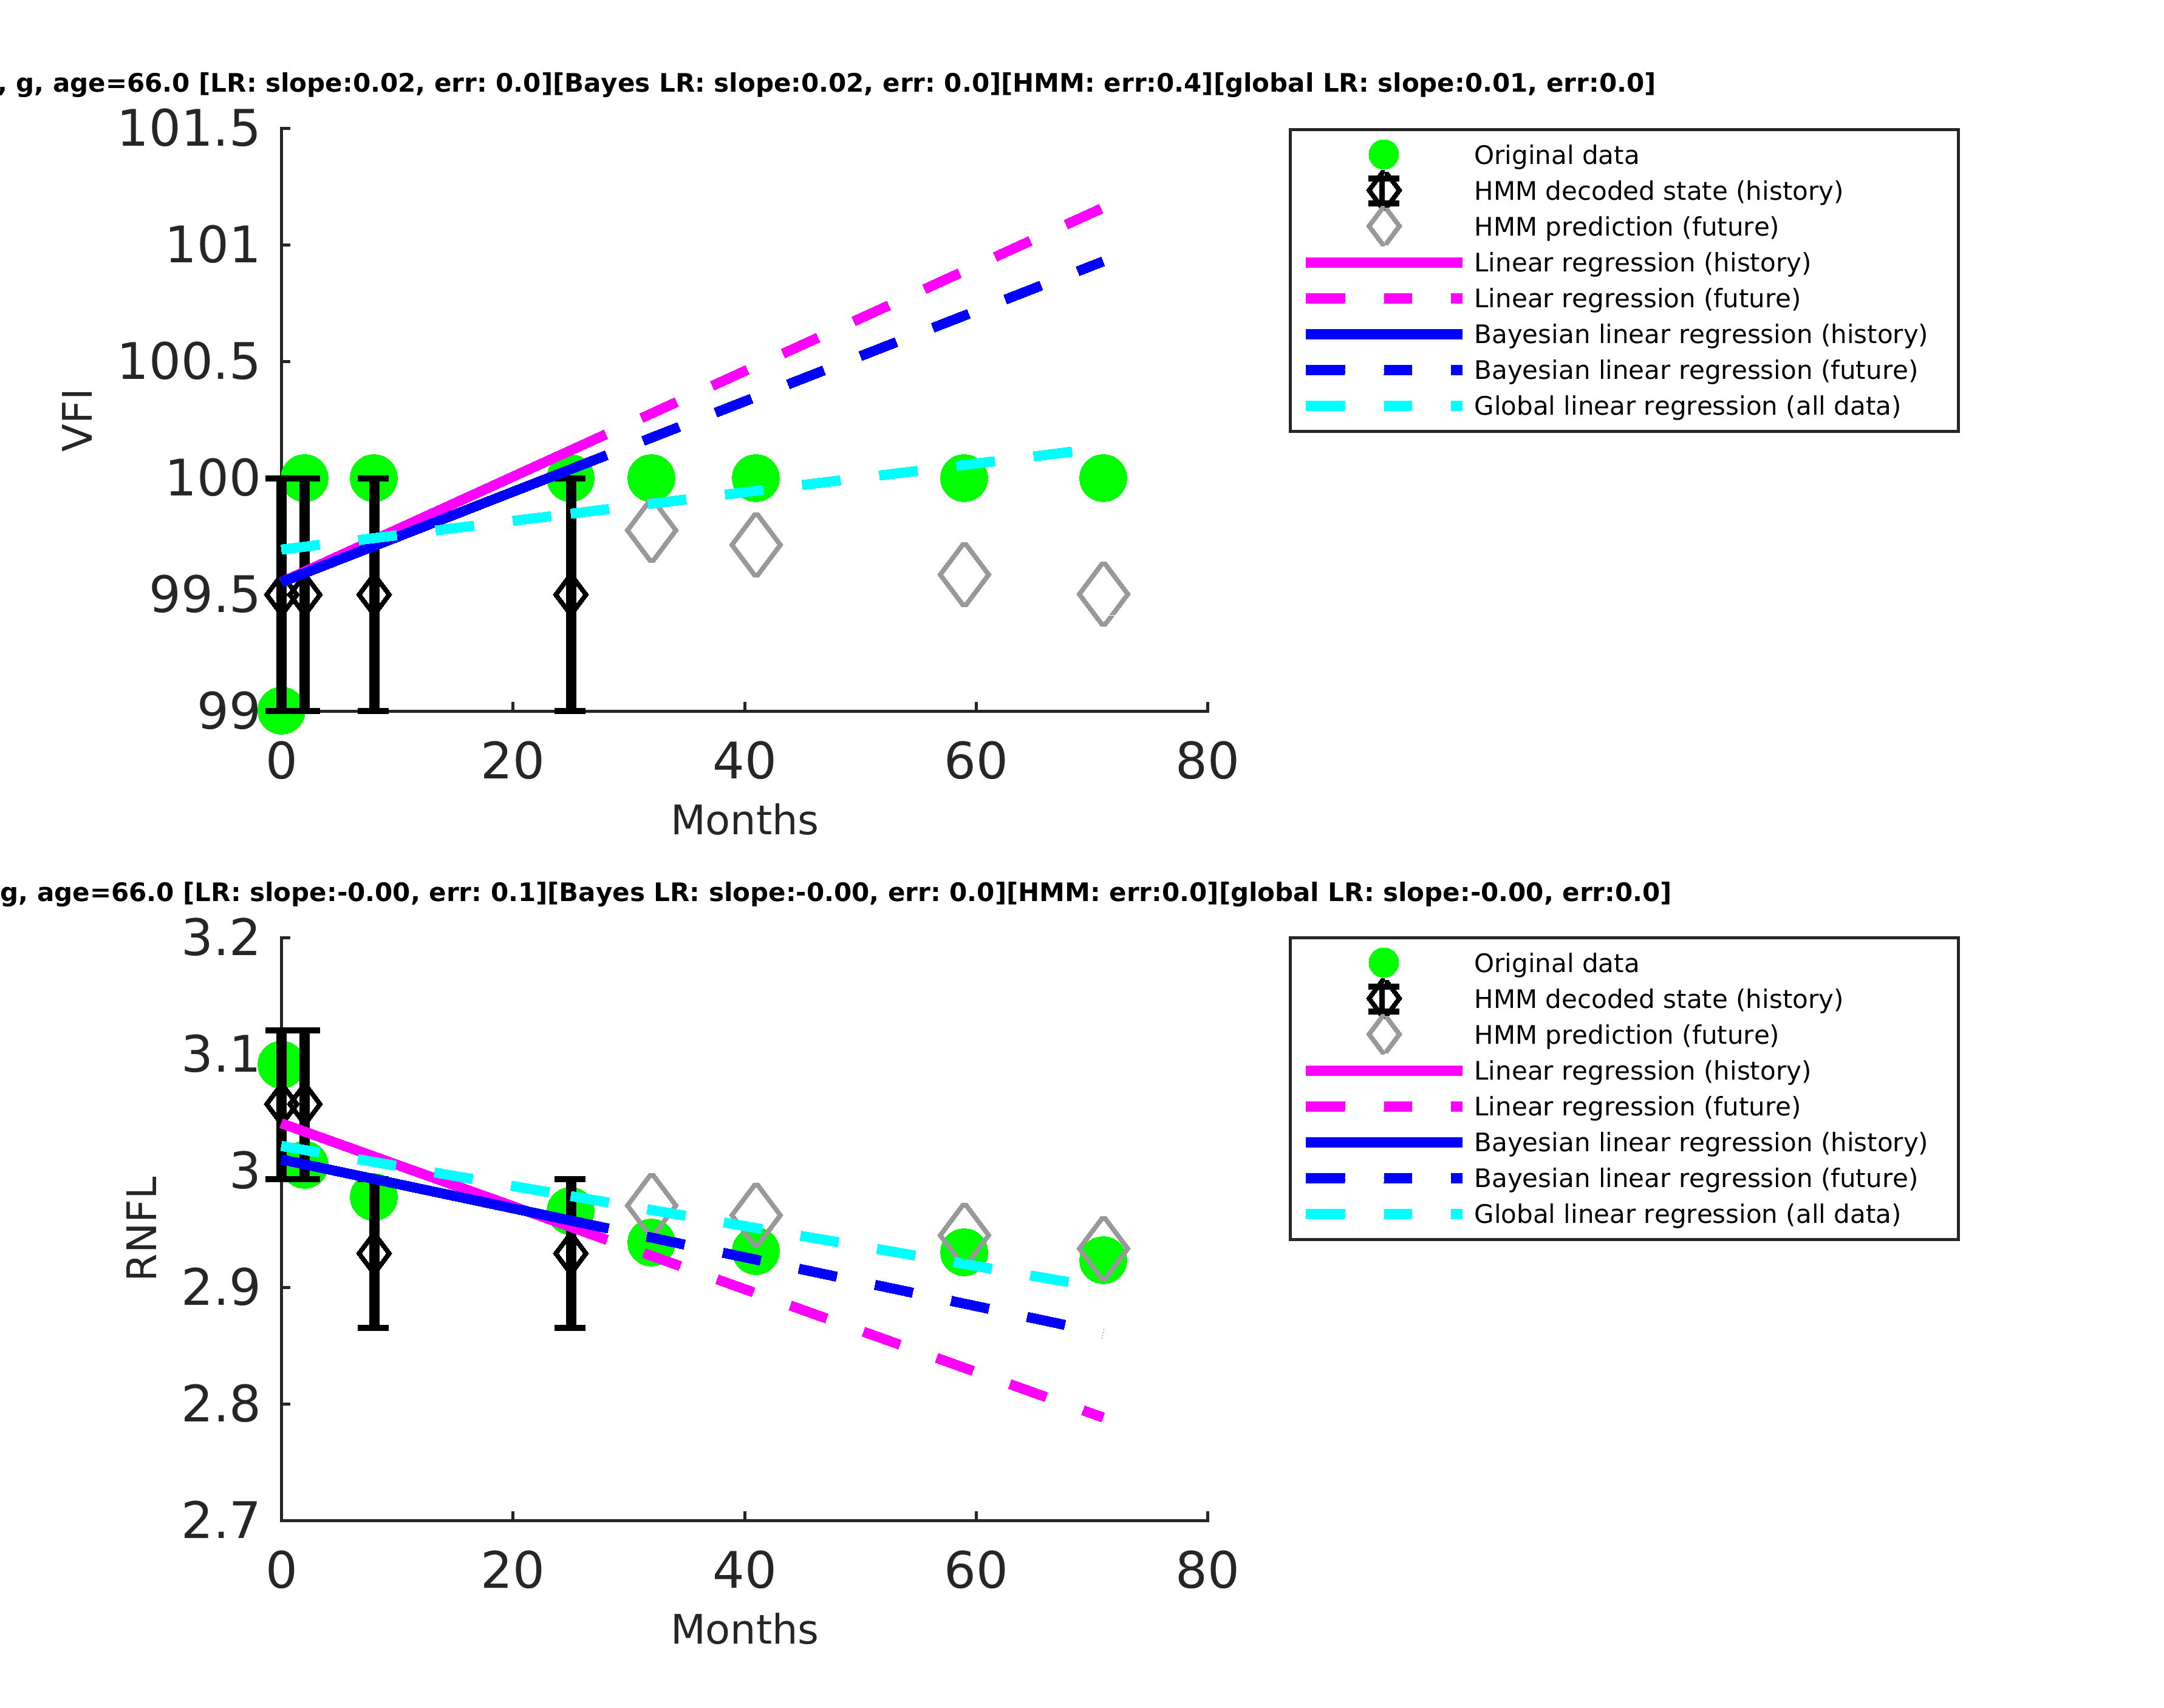 , g, age=66.0 [LR: slope:0.02, err: 0.0][Bayes LR: slope:0.02, err: 0.0][HMM: err:0.4][global LR: slope:0.01, err:0.0]
101.5
101
100.5
100
99.5
99
VFI
0 20 40 60 80
Months
Original data
HMM decoded state (history)
HMM prediction (future)
Linear regression (history)
Linear regression (future)
Bayesian linear regression (history)
Bayesian linear regression (future)
Global linear regression (all data)
g, age=66.0 [LR: slope:-0.00, err: 0.1][Bayes LR: slope:-0.00, err: 0.0][HMM: err:0.0][global LR: slope:-0.00, err:0.0]
3.2
3.1
3
2.9
2.8
2.7
RNFL
0 20 40 60 80
Months
Original data
HMM decoded state (history)
HMM prediction (future)
Linear regression (history)
Linear regression (future)
Bayesian linear regression (history)
Bayesian linear regression (future)
Global linear regression (all data)